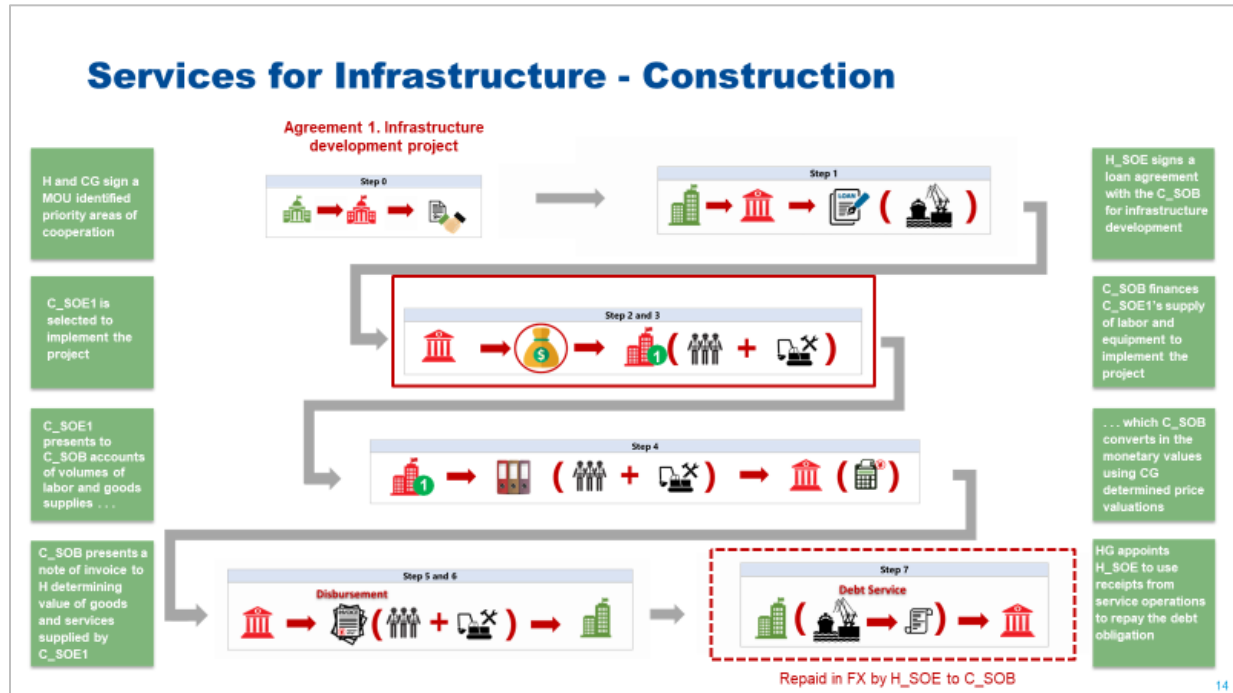 Services for Infrastructure - Construction
Agreement 1. Infrastructure
development project
H and CG sign a
MOU identified
priority areas of
cooperation
Step 0
Step 1
LOAN
H_SOE signs a
loan agreement
with the C_SOB
for infrastructure
development
C_SOE1 is
selected to
implement the
project
Step 2 and 3
$
1
( + )
C_SOB finances
C_SOE1's supply
of labor and
equipment to
implement the
project
C_SOE1
presents to
C_SOB accounts
of volumes of
labor and goods
supplies . . .
Step 4
1
( + ) ( )
. . . which C_SOB
converts in the
monetary values
using CG
determined price
valuations
C_SOB presents a
note of invoice to
H determining
value of goods
and services
supplied by
C_SOE1
Step 5 and 6
Disbursement
INVOICE
( + )
Step 7
Debt Service
( )
HG appoints
H_SOE to use
receipts from
service operations
to repay the debt
obligation
Repaid in FX by H_SOE to C_SOB
14